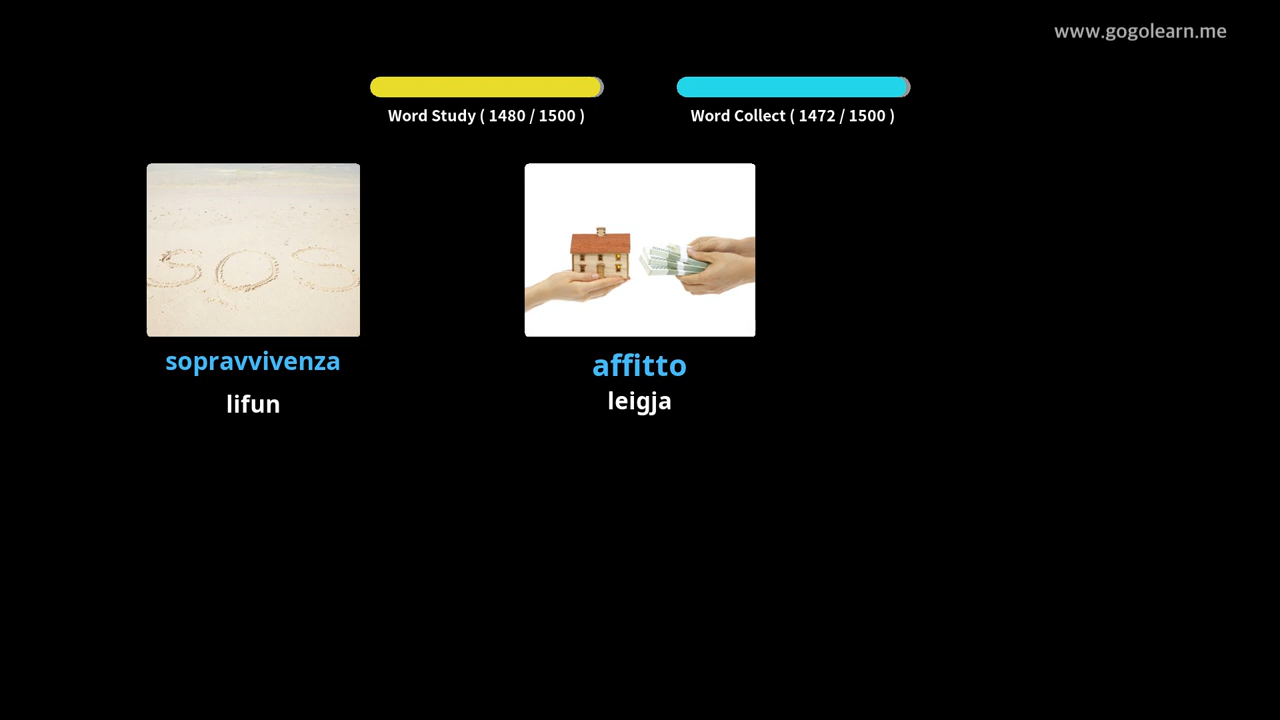 www.gogolearn.me
Word Study ( 1480 / 1500 )
Word Collect ( 1472 / 1500 )
SOS
sopravvivenza
lifun
affitto
leigja